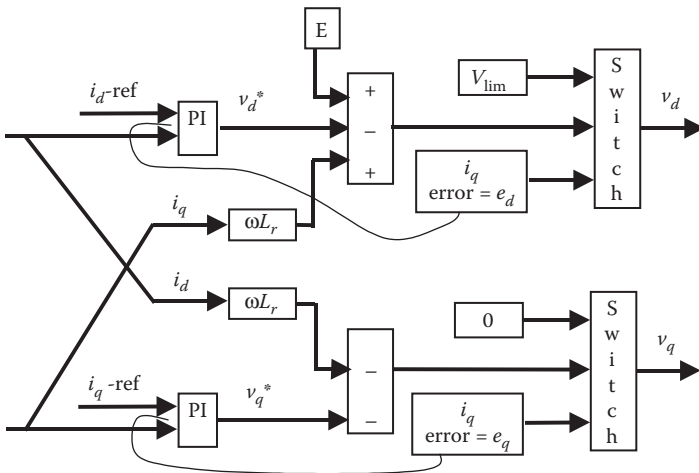 E
i_d-ref
PI
v_d*
+
−
+
V_lim
i_q
error = e_d
S
w
i
t
c
h
v_d
i_q
ωL_r
i_d
ωL_r
i_q -ref
PI
v_q*
−
−
0
i_q
error = e_q
S
w
i
t
c
h
v_q